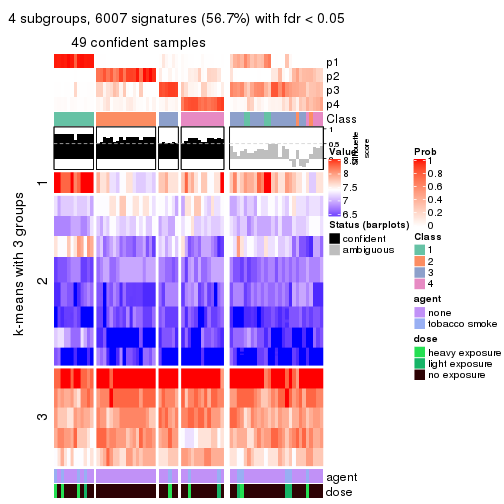 4 subgroups, 6007 signatures (56.7%) with fdr < 0.05
49 confident samples
p1
p2
p3
p4
Class
1
0.5
0
Silhouette
score
k-means with 3 groups
1
2
3
agent
dose
Value
8.5
8
7.5
7
6.5
Status (barplots)
confident
ambiguous
Prob
1
0.8
0.6
0.4
0.2
0
Class
1
2
3
4
agent
none
tobacco smoke
dose
heavy exposure
light exposure
no exposure